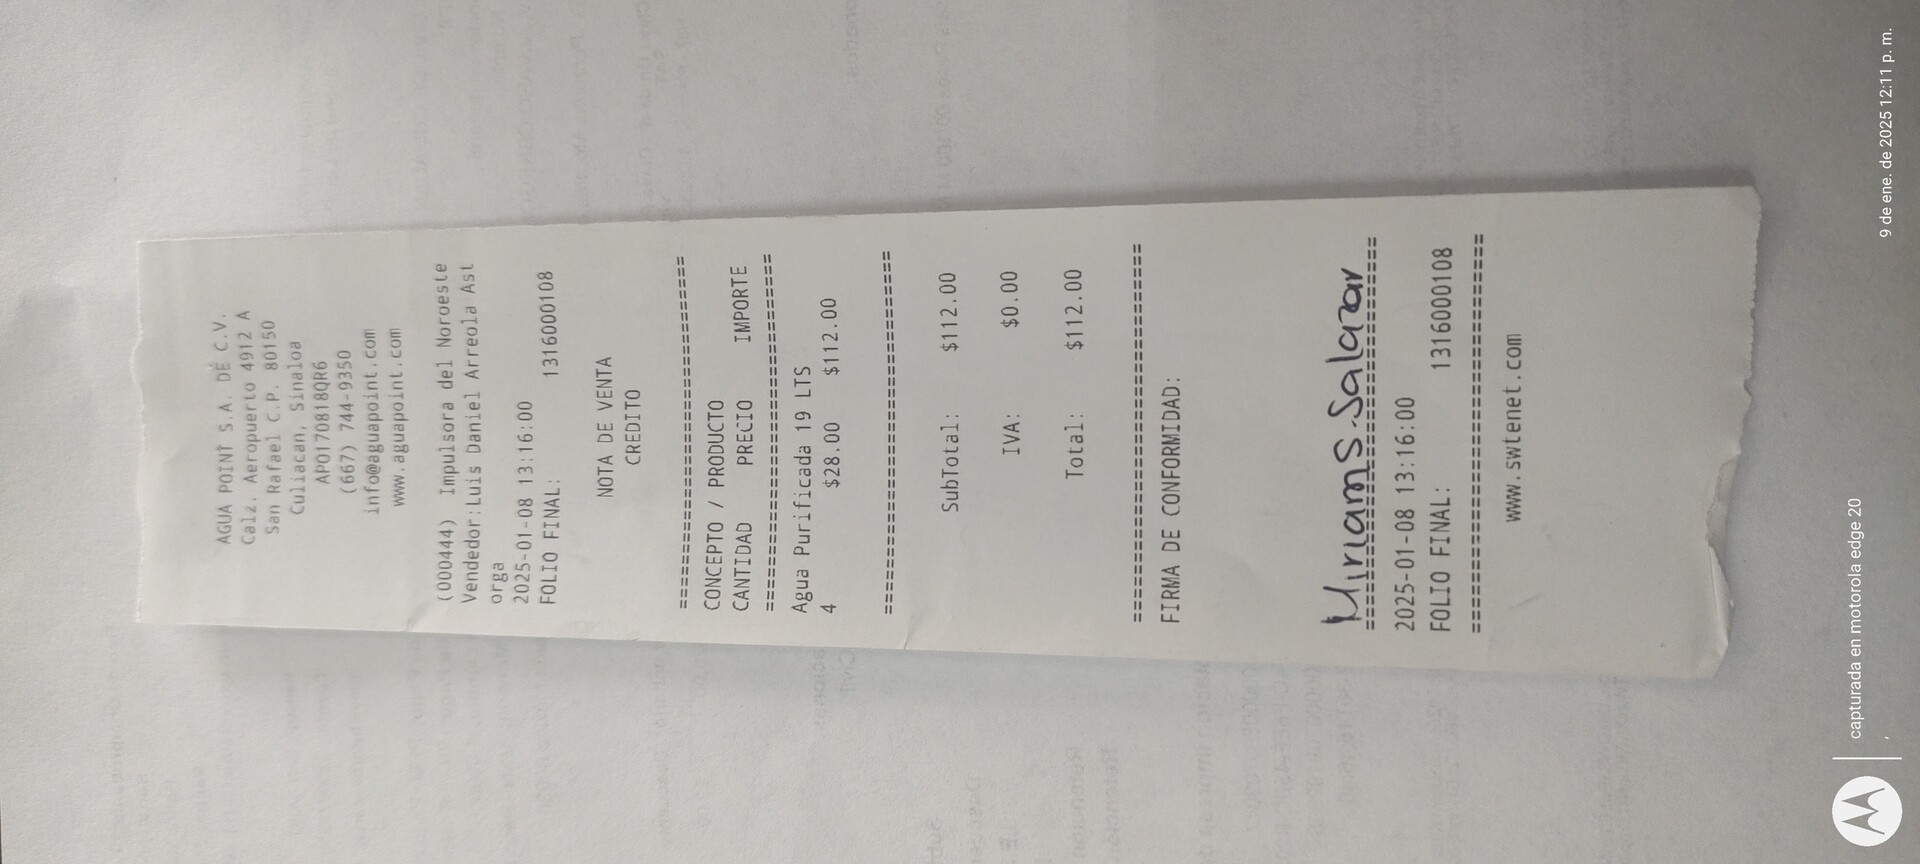 AGUA POINT S.A. DE C.V.
Calz. Aeropuerto 4912 A
San Rafael C.P. 80150
Culiacan, Sinaloa
APO170818QR6
(667) 744-9350
info@aguapoint.com
www.aguapoint.com
(000444) Impulsora del Noroeste
Vendedor:Luis Daniel Arreola Ast
orga
2025-01-08 13:16:00
FOLIO FINAL: 1316000108
NOTA DE VENTA
CREDITO
================================
CONCEPTO / PRODUCTO
CANTIDAD PRECIO IMPORTE
================================
Agua Purificada 19 LTS
4 $28.00 $112.00
================================
SubTotal: $112.00
IVA: $0.00
Total: $112.00
================================
FIRMA DE CONFORMIDAD:
Miriam S. Salazar
================================
2025-01-08 13:16:00
FOLIO FINAL: 1316000108
================================
www.swtenet.com
capturada en motorola edge 20
9 de ene. de 2025 12:11 p. m.